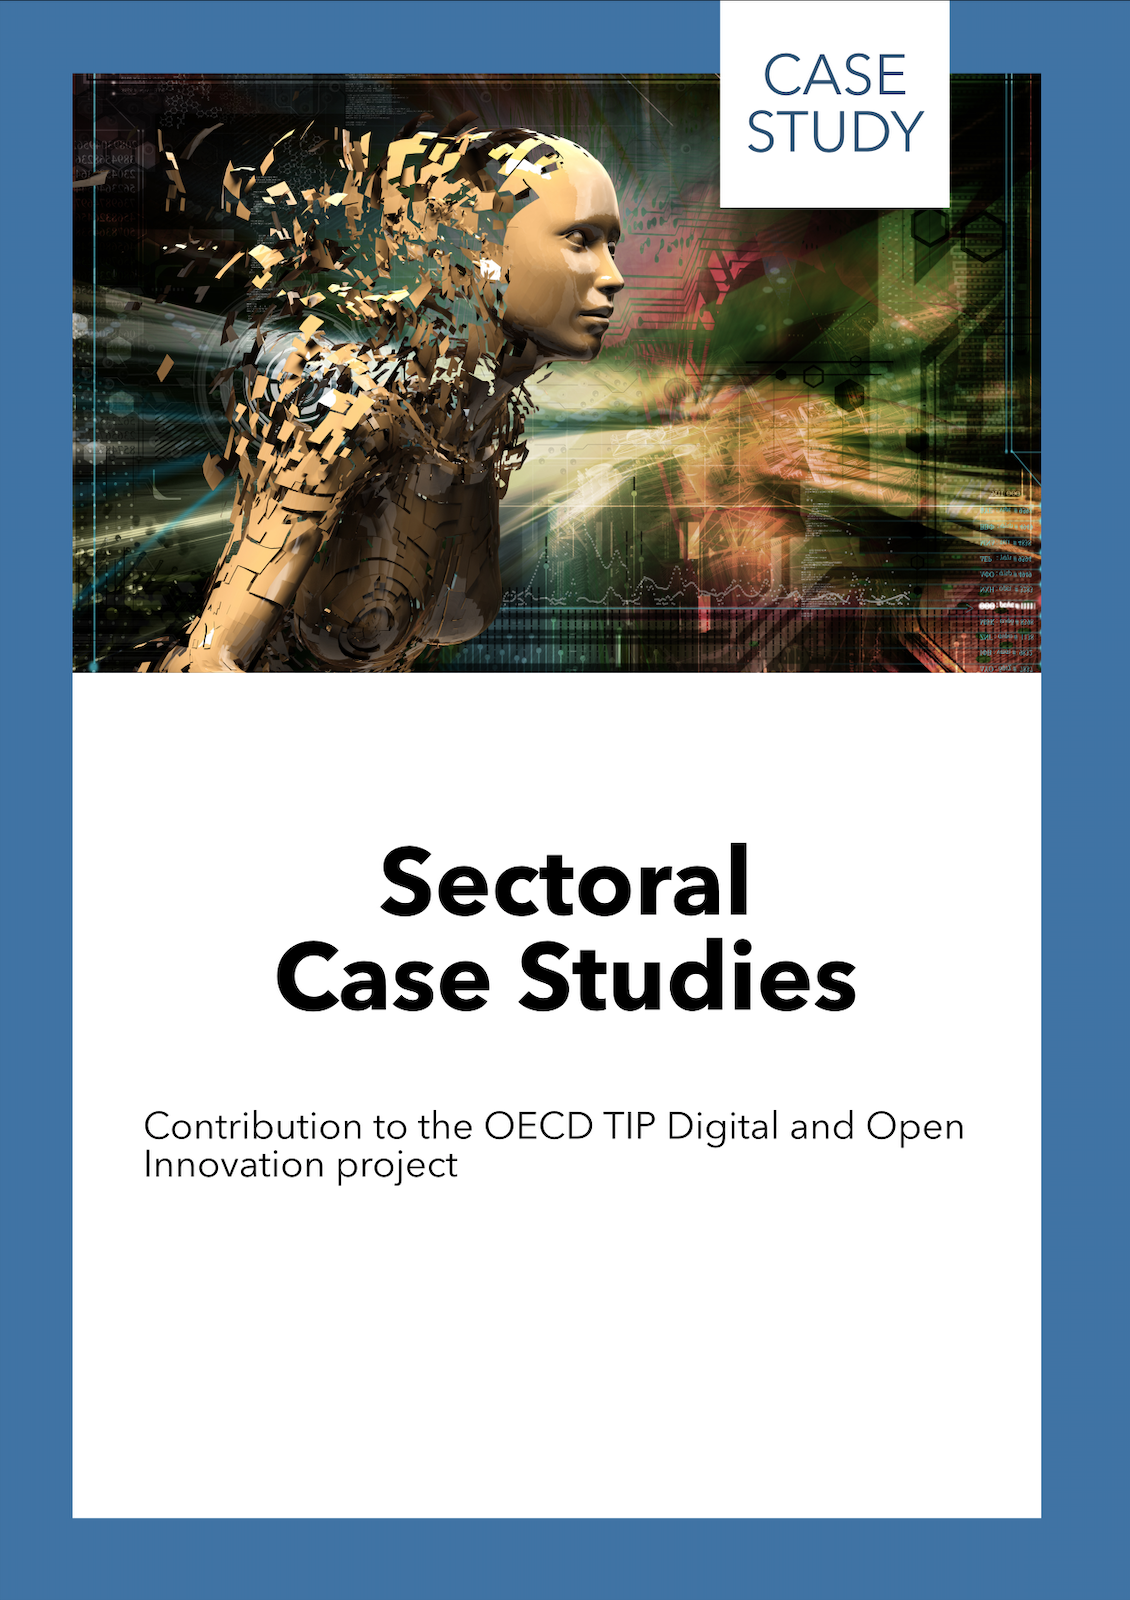 CASE
STUDY
Sectoral
Case Studies
Contribution to the OECD TIP Digital and Open
Innovation project